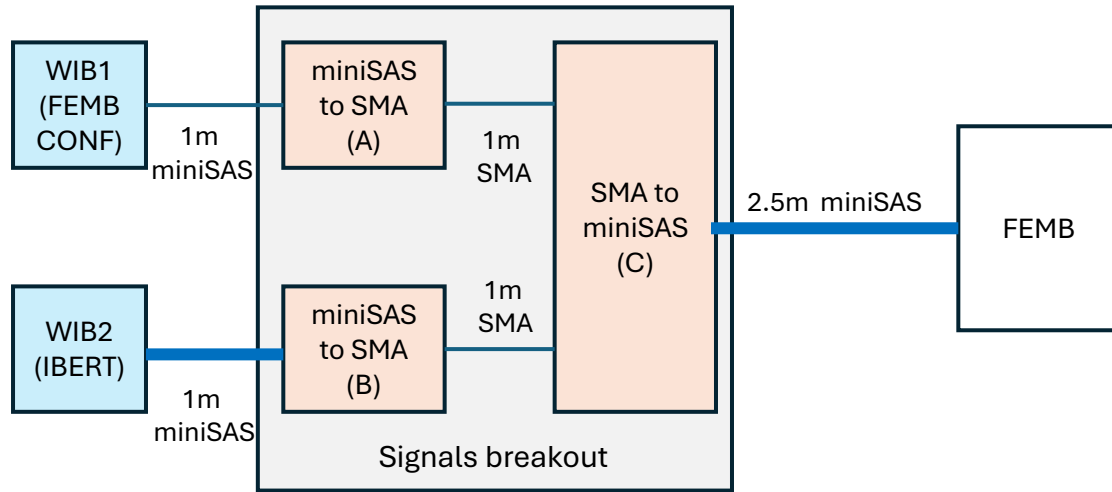 WIB1
(FEMB
CONF)
1m
miniSAS
miniSAS
to SMA
(A)
1m
SMA
SMA to
miniSAS
(C)
2.5m miniSAS
FEMB
WIB2
(IBERT)
1m
miniSAS
miniSAS
to SMA
(B)
1m
SMA
Signals breakout